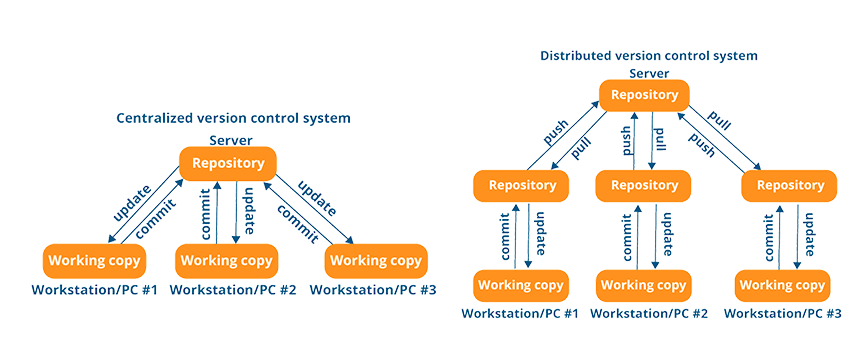 Centralized version control system
Server
Repository
update
commit
commit
update
update
commit
Working copy
Working copy
Working copy
Workstation/PC #1
Workstation/PC #2
Workstation/PC #3
Distributed version control system
Server
Repository
push
pull
push
pull
pull
push
Repository
Repository
Repository
commit
update
commit
update
commit
update
Working copy
Working copy
Working copy
Workstation/PC #1
Workstation/PC #2
Workstation/PC #3